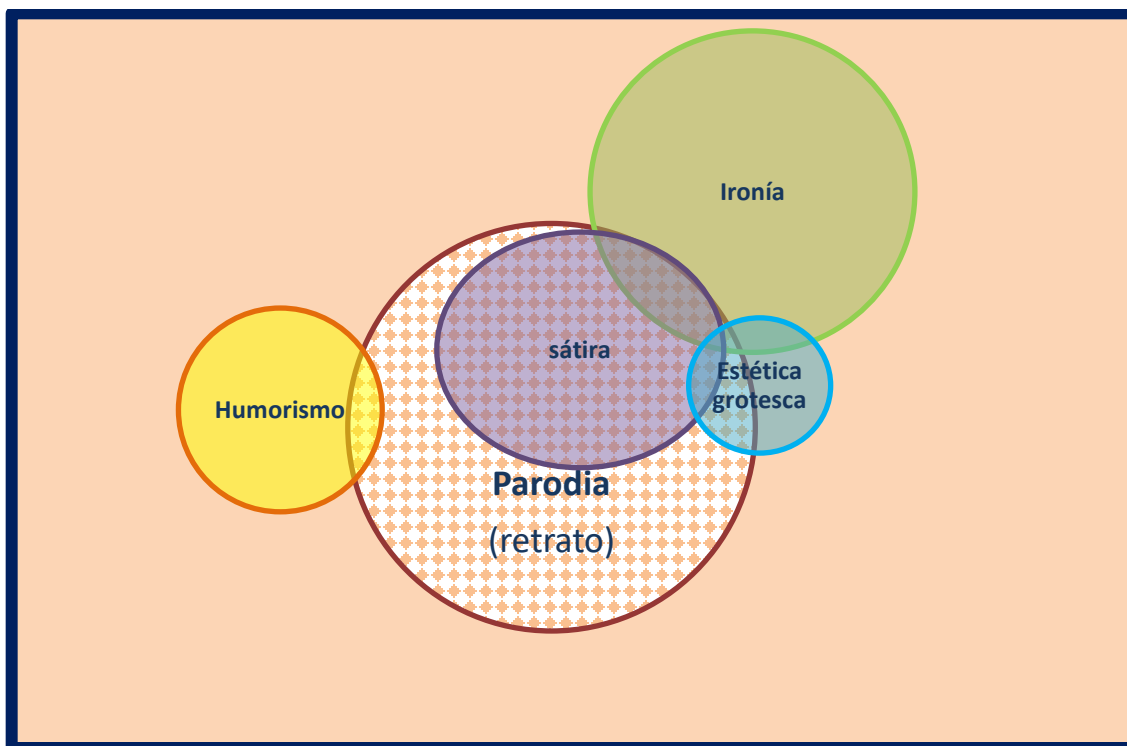 Ironía
sátira
Estética
grotesca
Humorismo
Parodia
(retrato)